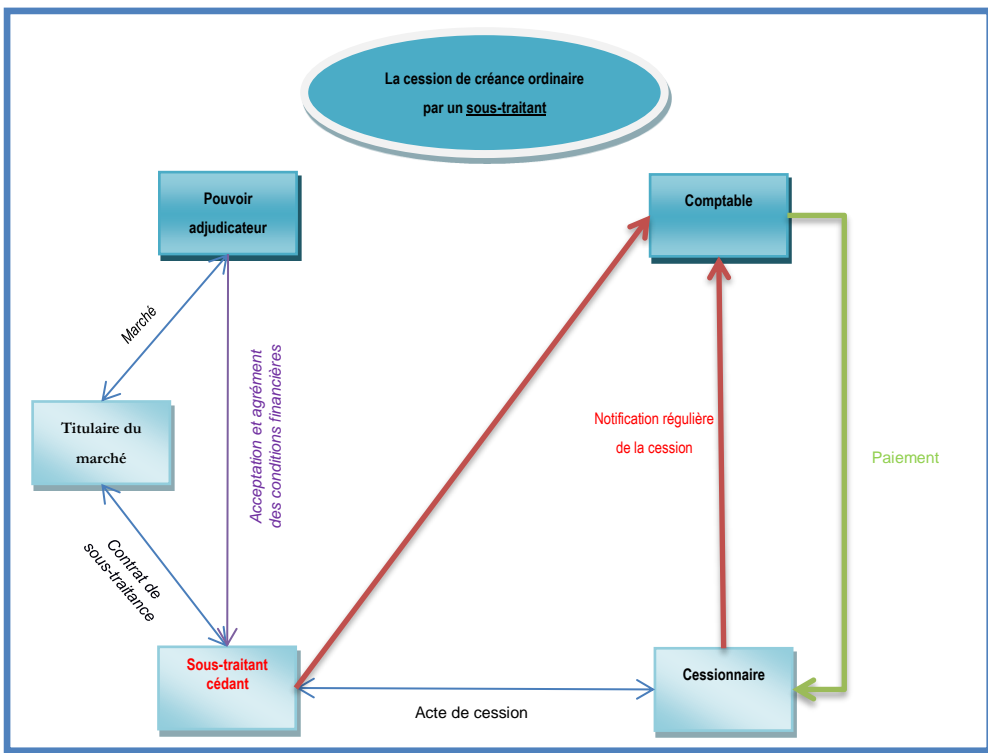 La cession de créance ordinaire
par un sous-traitant
Pouvoir
adjudicateur
Comptable
Marché
Acceptation et agrément
des conditions financières
Titulaire du
marché
Notification régulière
de la cession
Paiement
Contrat de
sous-traitance
Sous-traitant
cédant
Cessionnaire
Acte de cession